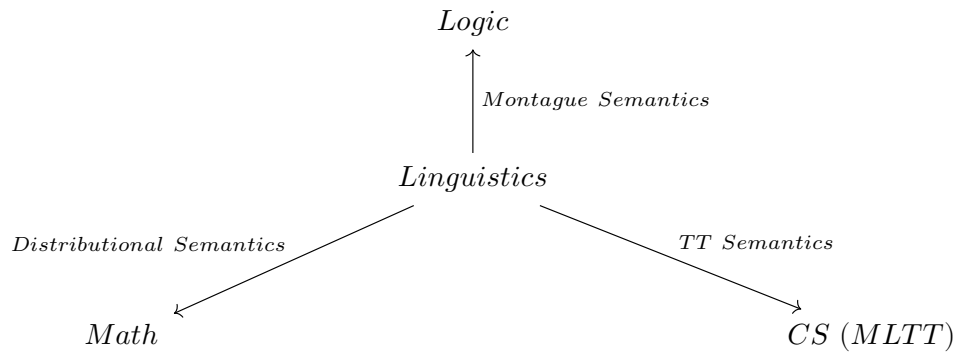 Logic
Montague Semantics
Linguistics
Distributional Semantics
TT Semantics
Math
CS (MLTT)